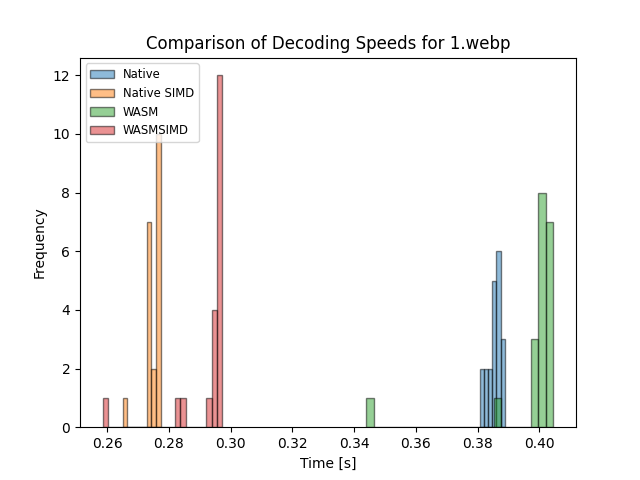 Comparison of Decoding Speeds for 1.webp
Native
Native SIMD
WASM
WASMSIMD
12
10
8
6
4
2
0
Frequency
0.26 0.28 0.30 0.32 0.34 0.36 0.38 0.40
Time [s]